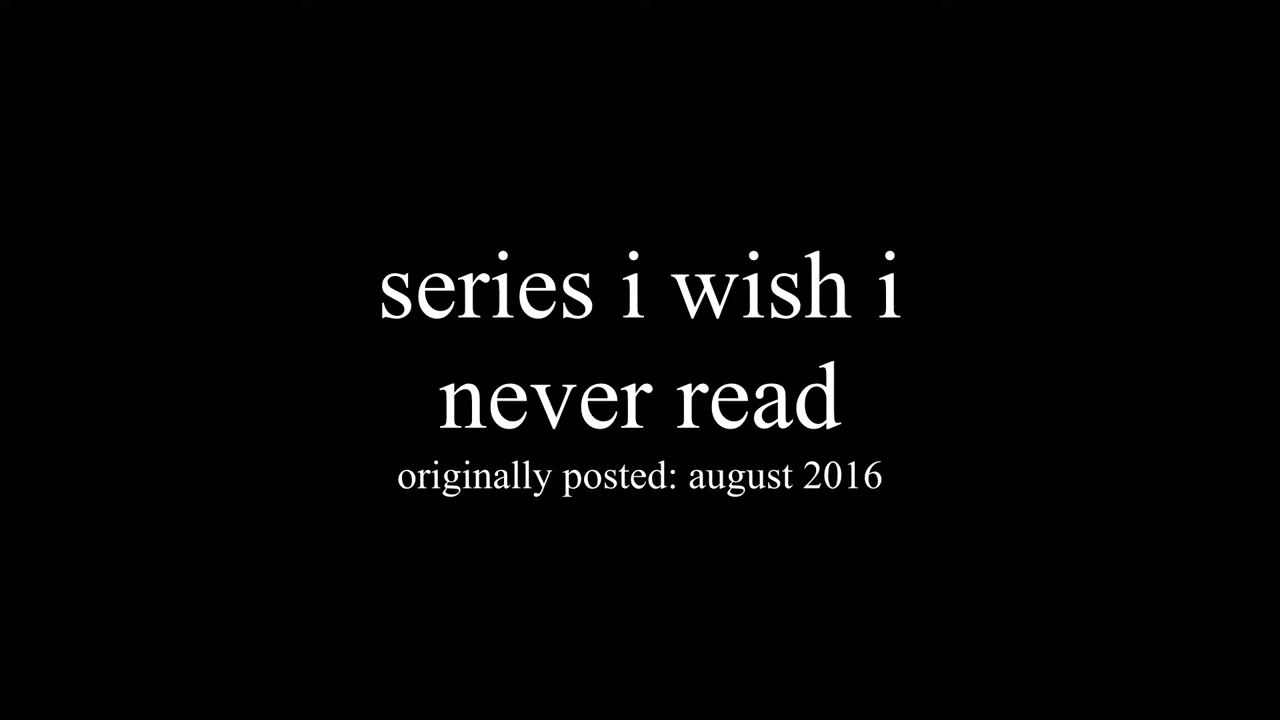 series i wish i
never read
originally posted: august 2016